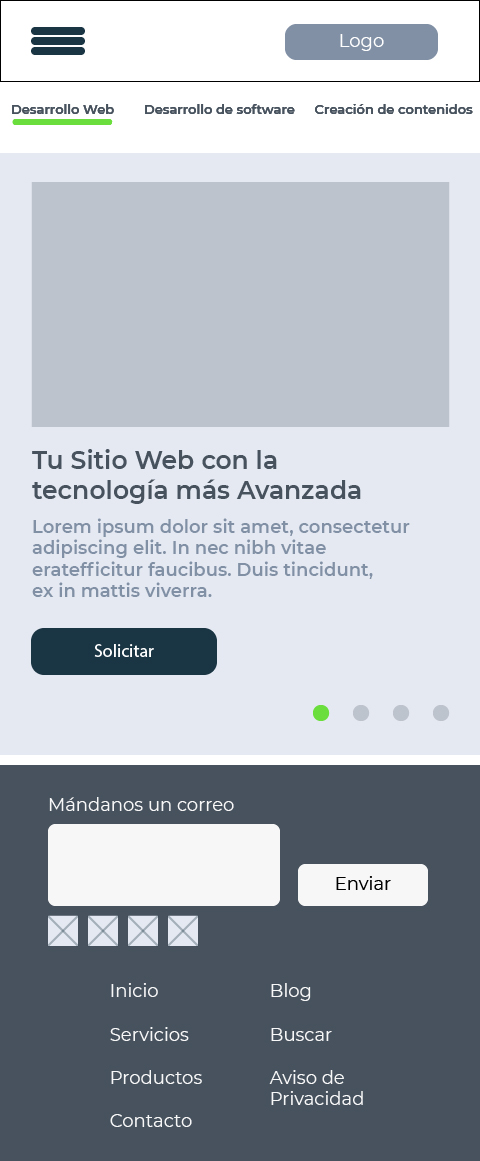 Logo
Desarrollo Web
Desarrollo de software
Creación de contenidos
Tu Sitio Web con la
tecnología más Avanzada
Lorem ipsum dolor sit amet, consectetur
adipiscing elit. In nec nibh vitae
eratefficitur faucibus. Duis tincidunt,
ex in mattis viverra.
Solicitar
Mándanos un correo
Enviar
Inicio
Blog
Servicios
Buscar
Productos
Aviso de
Privacidad
Contacto